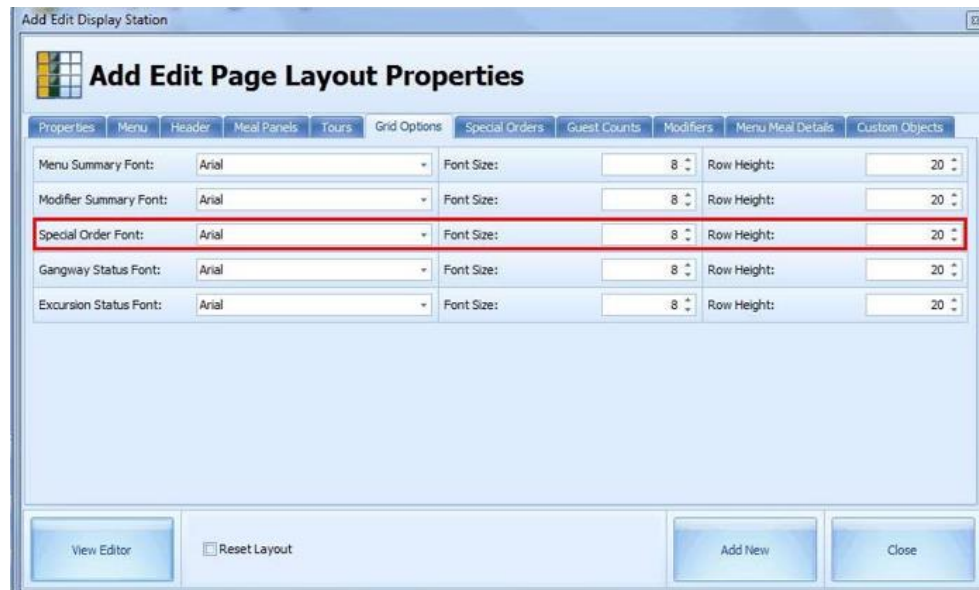 Add Edit Display Station
Add Edit Page Layout Properties
Properties Menu Header Meal Panels Tours Grid Options Special Orders Guest Counts Modifiers Menu Meal Details Custom Objects
Menu Summary Font: Arial Font Size: 8 Row Height: 20
Modifier Summary Font: Arial Font Size: 8 Row Height: 20
Special Order Font: Arial Font Size: 8 Row Height: 20
Gangway Status Font: Arial Font Size: 8 Row Height: 20
Excursion Status Font: Arial Font Size: 8 Row Height: 20
View Editor Reset Layout Add New Close